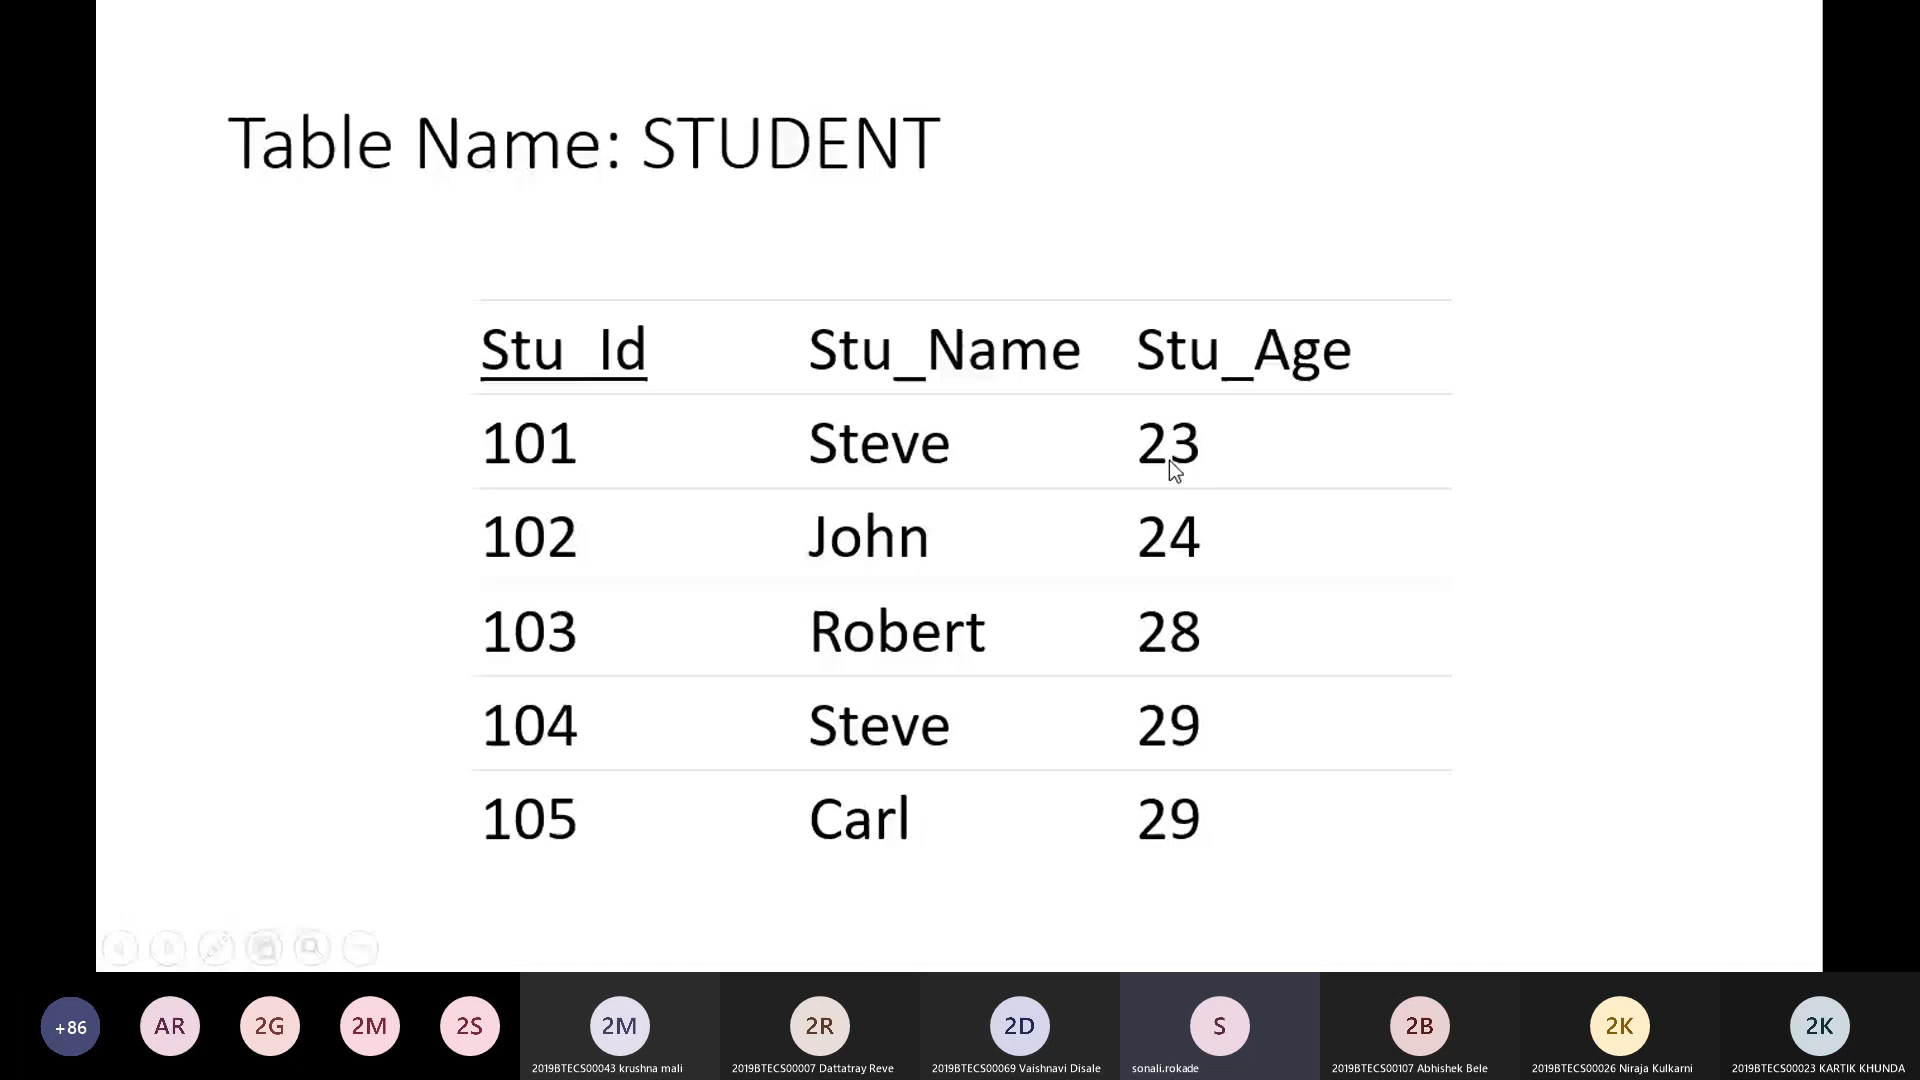 Table Name: STUDENT
Stu_Id Stu_Name Stu_Age
101 Steve 23
102 John 24
103 Robert 28
104 Steve 29
105 Carl 29
+86 AR 2G 2M 2S 2M 2R 2D S 2B 2K 2K
2019BTECS00043 krushna mali 2019BTECS00007 Dattatray Reve 2019BTECS00069 Vaishnavi Disale sonali.rokade 2019BTECS00107 Abhishek Bele 2019BTECS00026 Niraja Kulkarni 2019BTECS00023 KARTIK KHUNDA